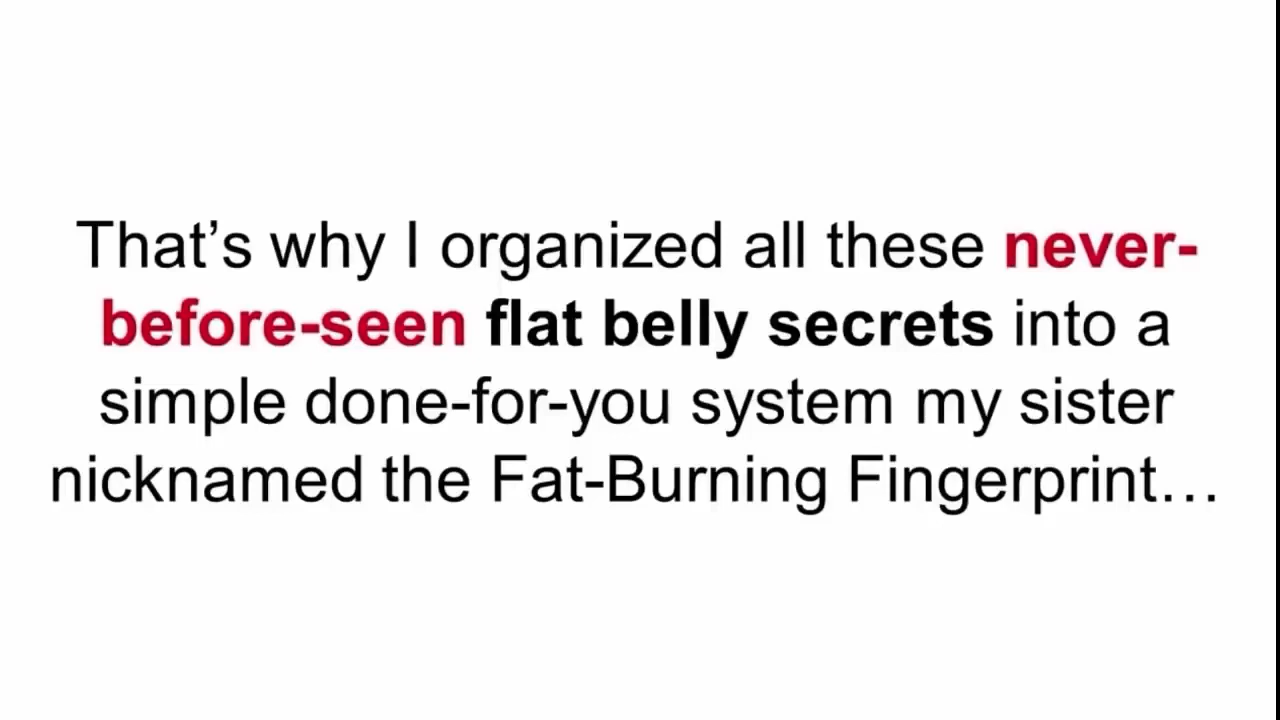 That’s why I organized all these never-
before-seen flat belly secrets into a
simple done-for-you system my sister
nicknamed the Fat-Burning Fingerprint…